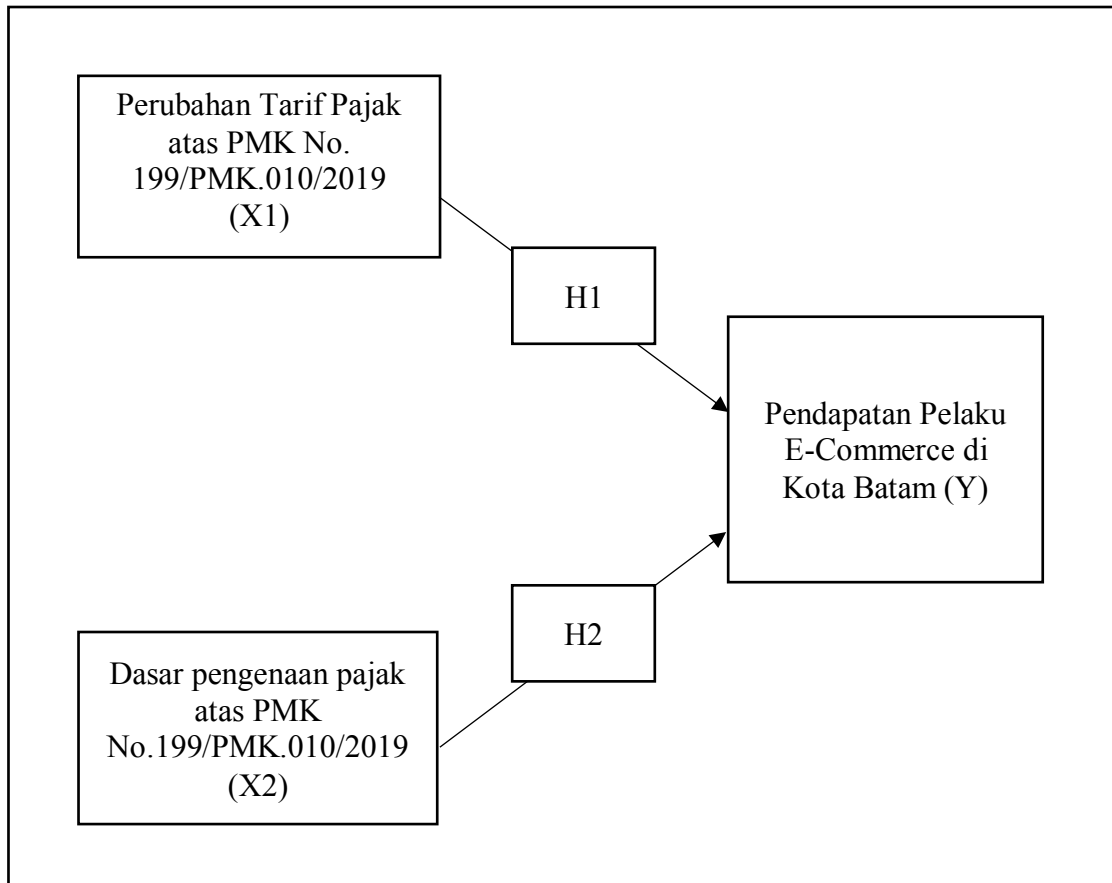 Perubahan Tarif Pajak
atas PMK No.
199/PMK.010/2019
(X1)
H1
Pendapatan Pelaku
E-Commerce di
Kota Batam (Y)
H2
Dasar pengenaan pajak
atas PMK
No.199/PMK.010/2019
(X2)